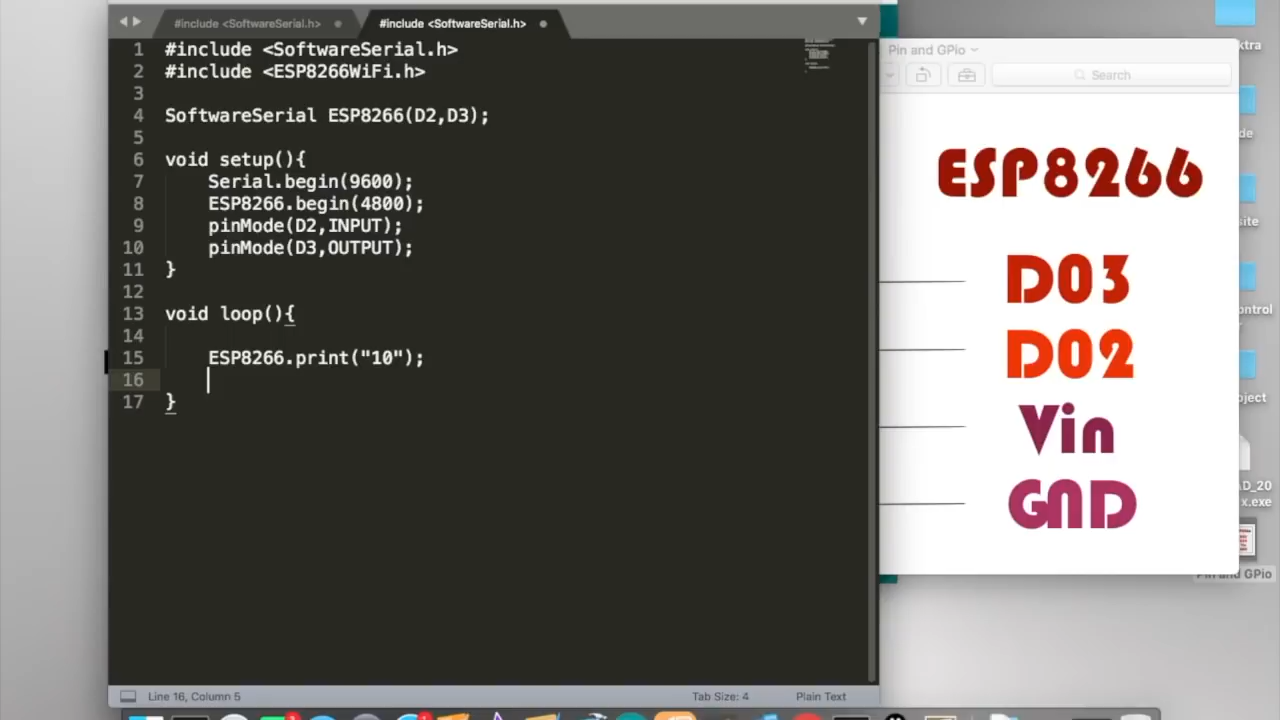 #include <SoftwareSerial.h>
#include <SoftwareSerial.h>
1 #include <SoftwareSerial.h>
2 #include <ESP8266WiFi.h>
3
4 SoftwareSerial ESP8266(D2,D3);
5
6 void setup(){
7 Serial.begin(9600);
8 ESP8266.begin(4800);
9 pinMode(D2,INPUT);
10 pinMode(D3,OUTPUT);
11 }
12
13 void loop(){
14
15 ESP8266.print("10");
16
17 }
Line 16, Column 5
Tab Size: 4
Plain Text
Pin and GPio
Search
ESP8266
D03
D02
Vin
GND
Pin and GPio